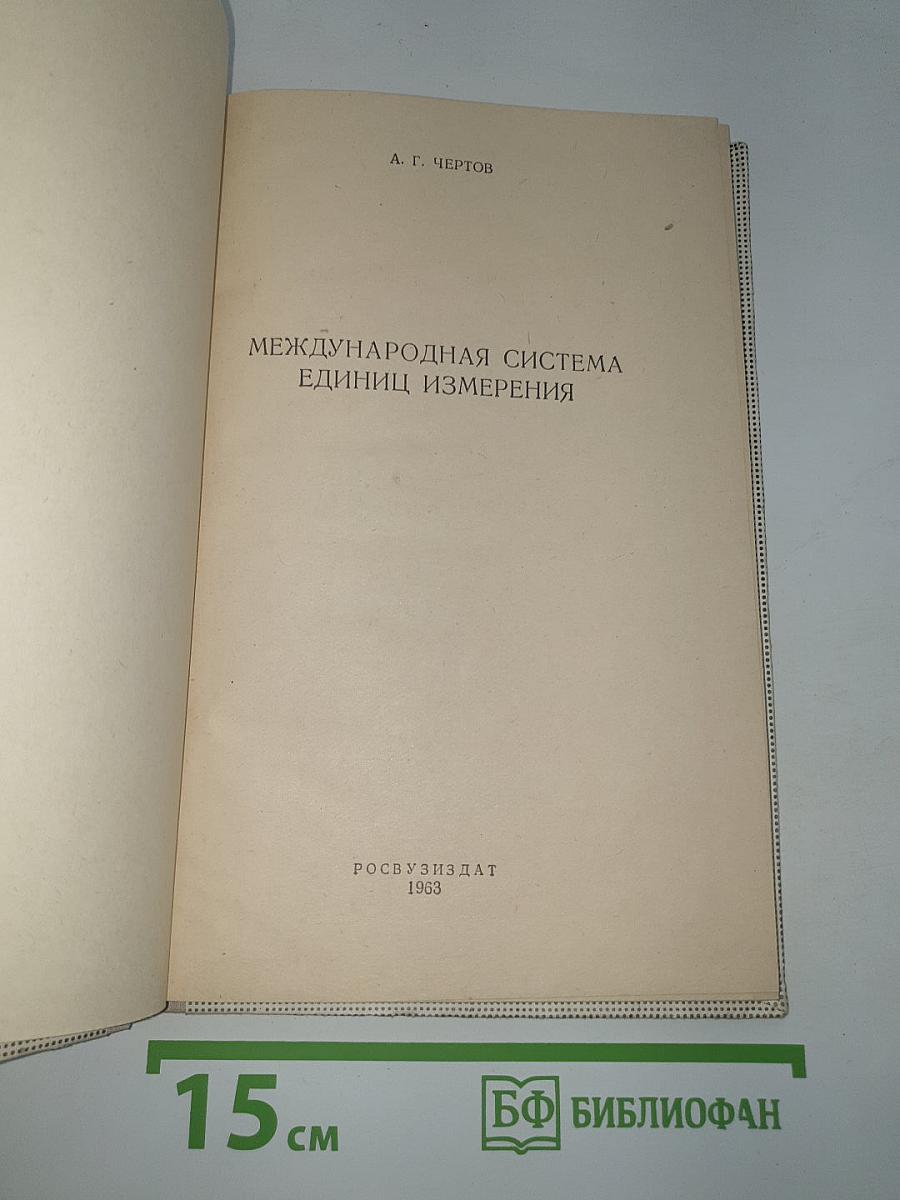 А. Г. ЧЕРТОВ
МЕЖДУНАРОДНАЯ СИСТЕМА
ЕДИНИЦ ИЗМЕРЕНИЯ
РОСВУЗИЗДАТ
1963
15 см
БФ БИБЛИОФАН